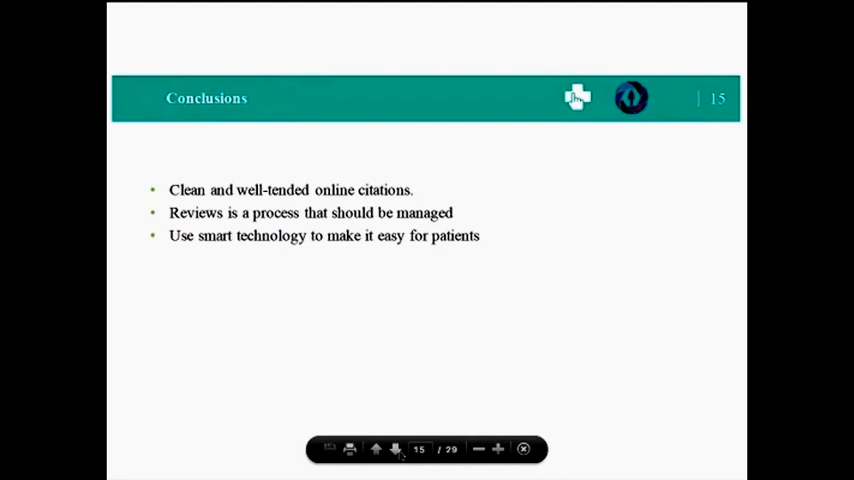 Conclusions
| 15
• Clean and well-tended online citations.
• Reviews is a process that should be managed
• Use smart technology to make it easy for patients
15 / 29